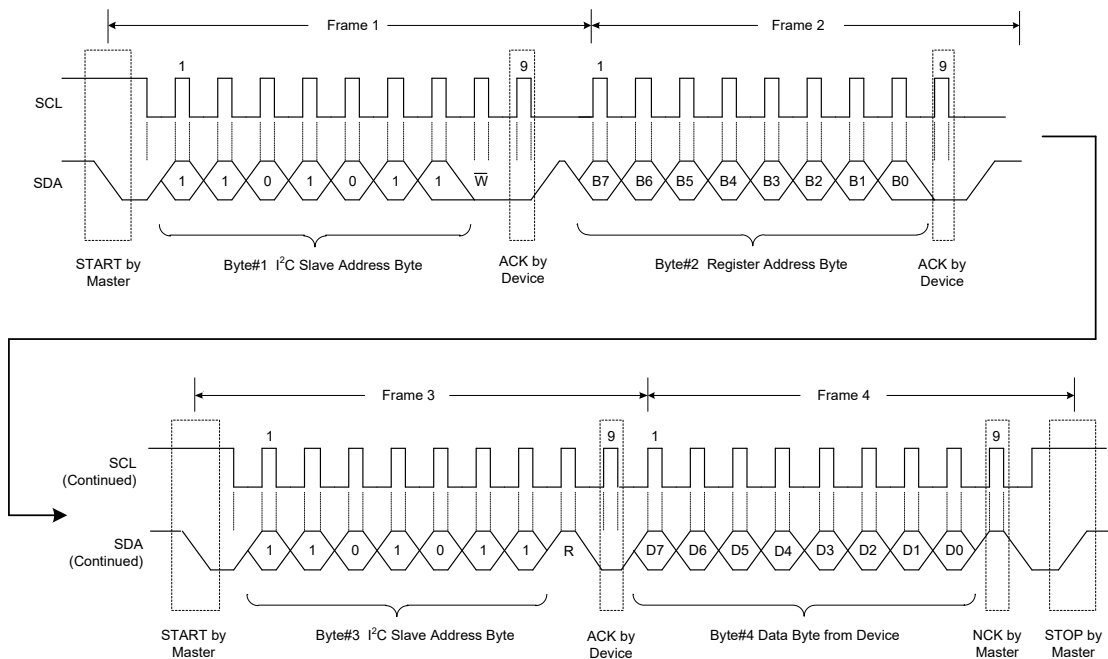 Frame 1 Frame 2
1 9 1 9
SCL
SDA
1 1 0 1 0 1 1 W̅ B7 B6 B5 B4 B3 B2 B1 B0
START by
Master
Byte#1 I²C Slave Address Byte
ACK by
Device
Byte#2 Register Address Byte
ACK by
Device
Frame 3 Frame 4
1 9 1 9
SCL
(Continued)
SDA
(Continued)
1 1 0 1 0 1 1 R D7 D6 D5 D4 D3 D2 D1 D0
START by
Master
Byte#3 I²C Slave Address Byte
ACK by
Device
Byte#4 Data Byte from Device
NCK by
Master
STOP by
Master